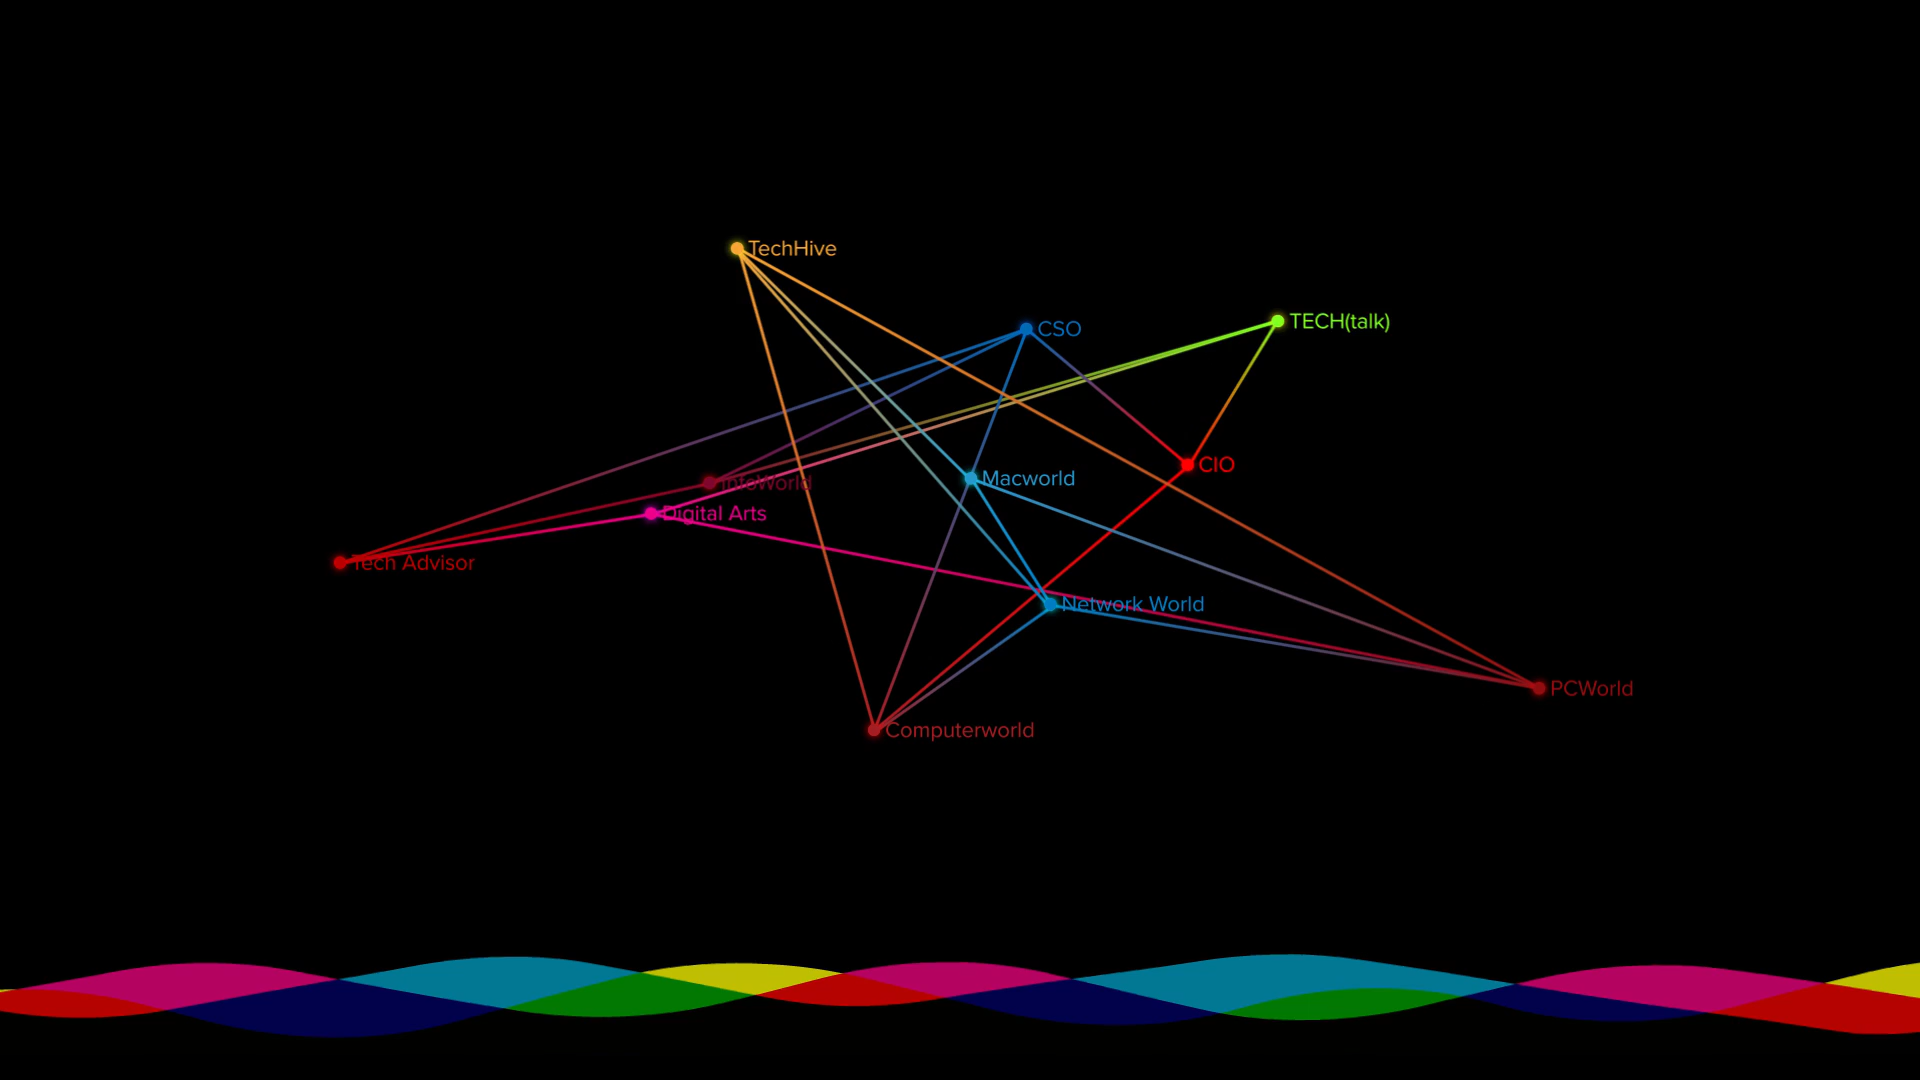 TechHive
CSO
TECH(talk)
CIO
Macworld
InfoWorld
Digital Arts
Tech Advisor
Network World
PCWorld
Computerworld